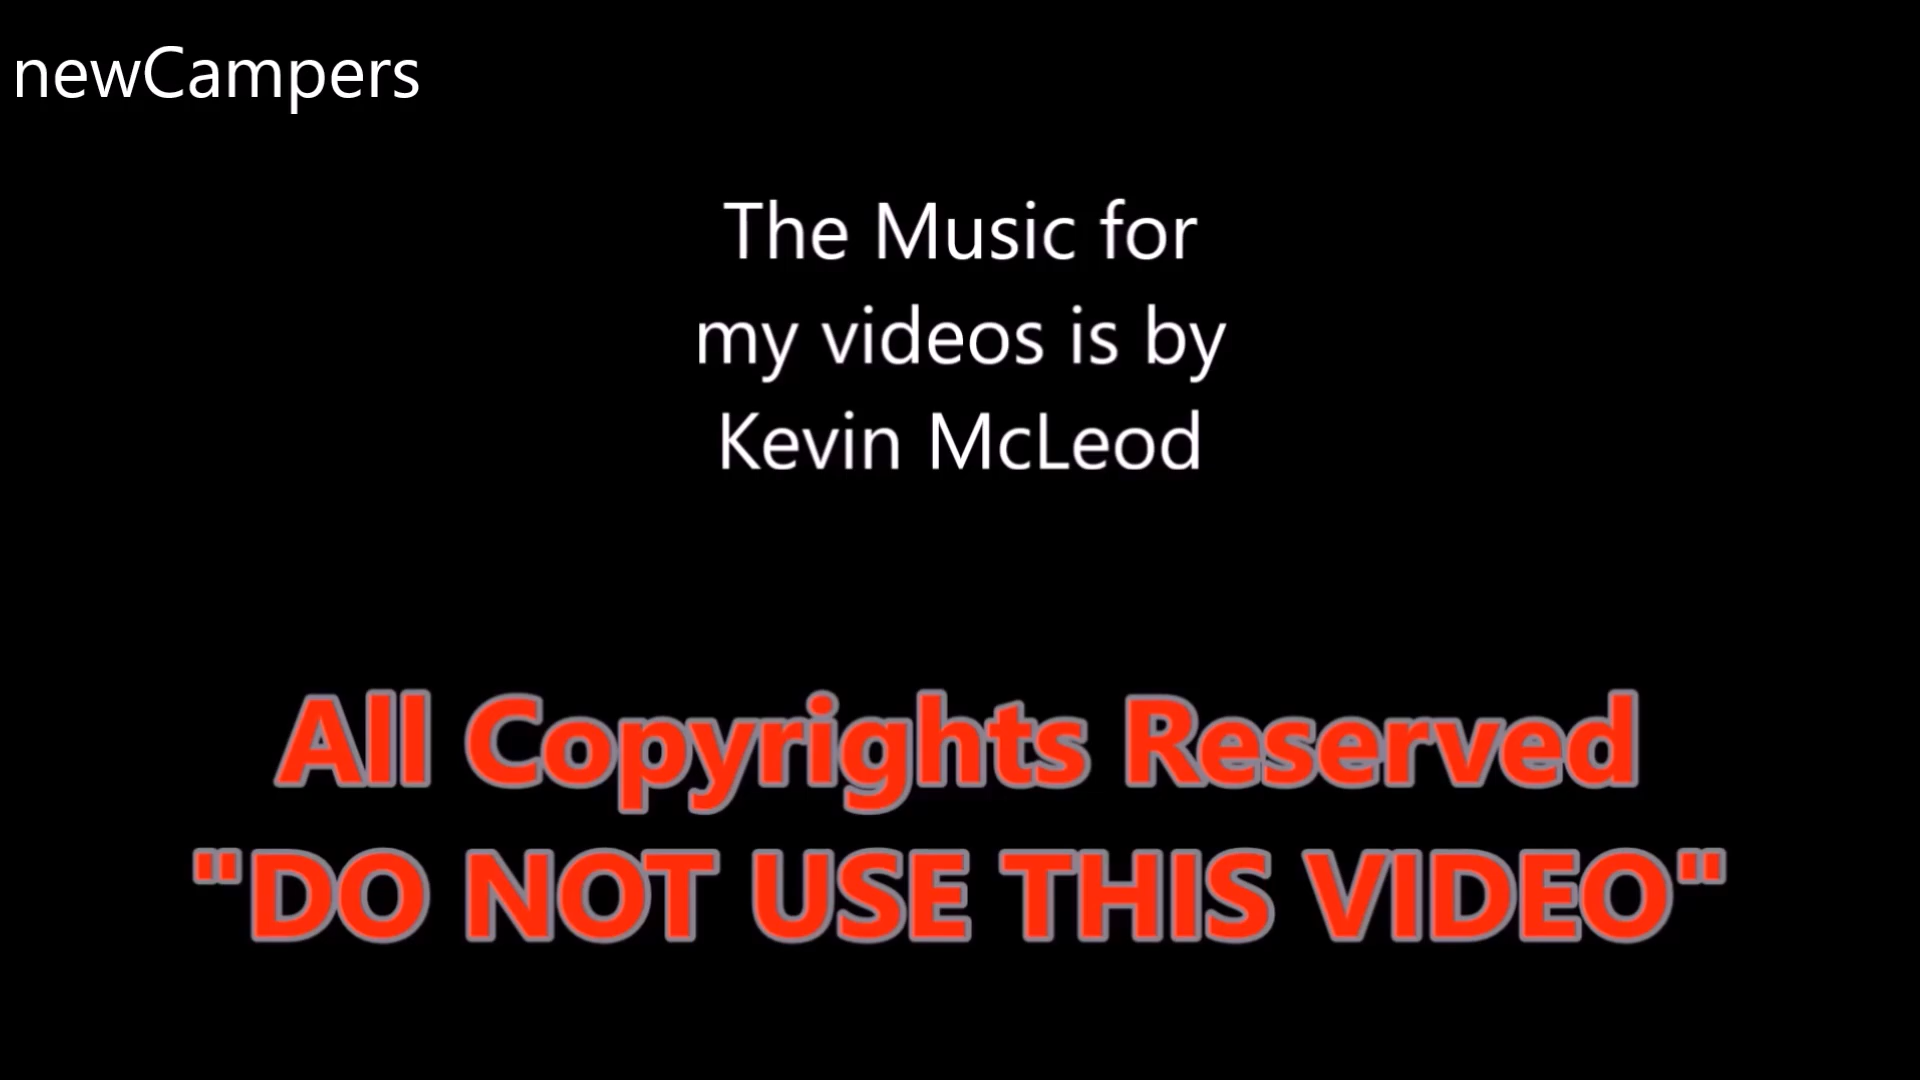 newCampers
The Music for
my videos is by
Kevin McLeod
All Copyrights Reserved
"DO NOT USE THIS VIDEO"